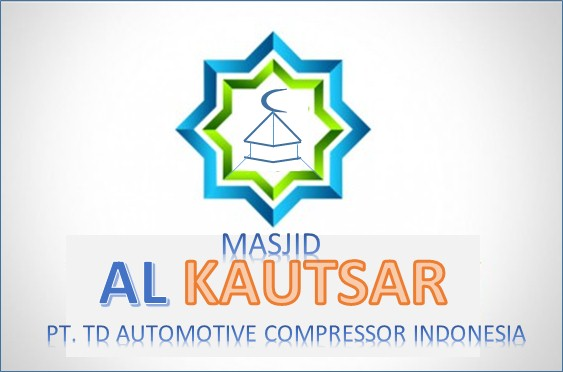 MASJID
AL KAUTSAR
PT. TD AUTOMOTIVE COMPRESSOR INDONESIA